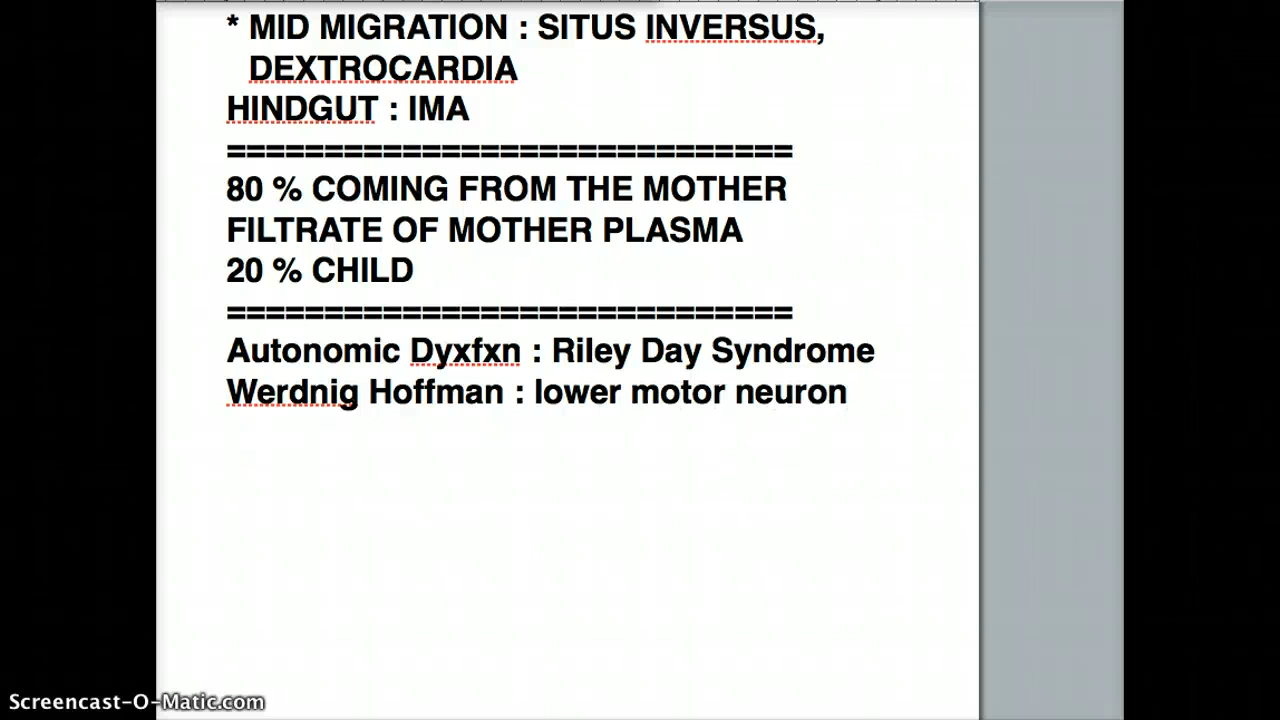 * MID MIGRATION : SITUS INVERSUS,
DEXTROCARDIA
HINDGUT : IMA
=============================
80 % COMING FROM THE MOTHER
FILTRATE OF MOTHER PLASMA
20 % CHILD
=============================
Autonomic Dyxfxn : Riley Day Syndrome
Werdnig Hoffman : lower motor neuron
Screencast-O-Matic.com